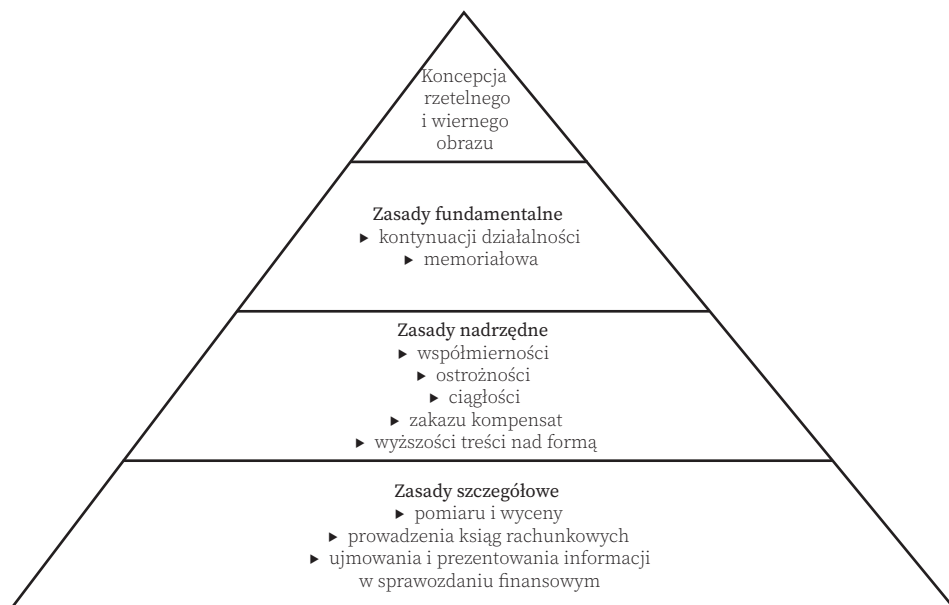 Koncepcja
rzetelnego
i wiernego
obrazu
Zasady fundamentalne
▶ kontynuacji działalności
▶ memoriałowa
Zasady nadrzędne
▶ współmierności
▶ ostrożności
▶ ciągłości
▶ zakazu kompensat
▶ wyższości treści nad formą
Zasady szczegółowe
▶ pomiaru i wyceny
▶ prowadzenia ksiąg rachunkowych
▶ ujmowania i prezentowania informacji
w sprawozdaniu finansowym